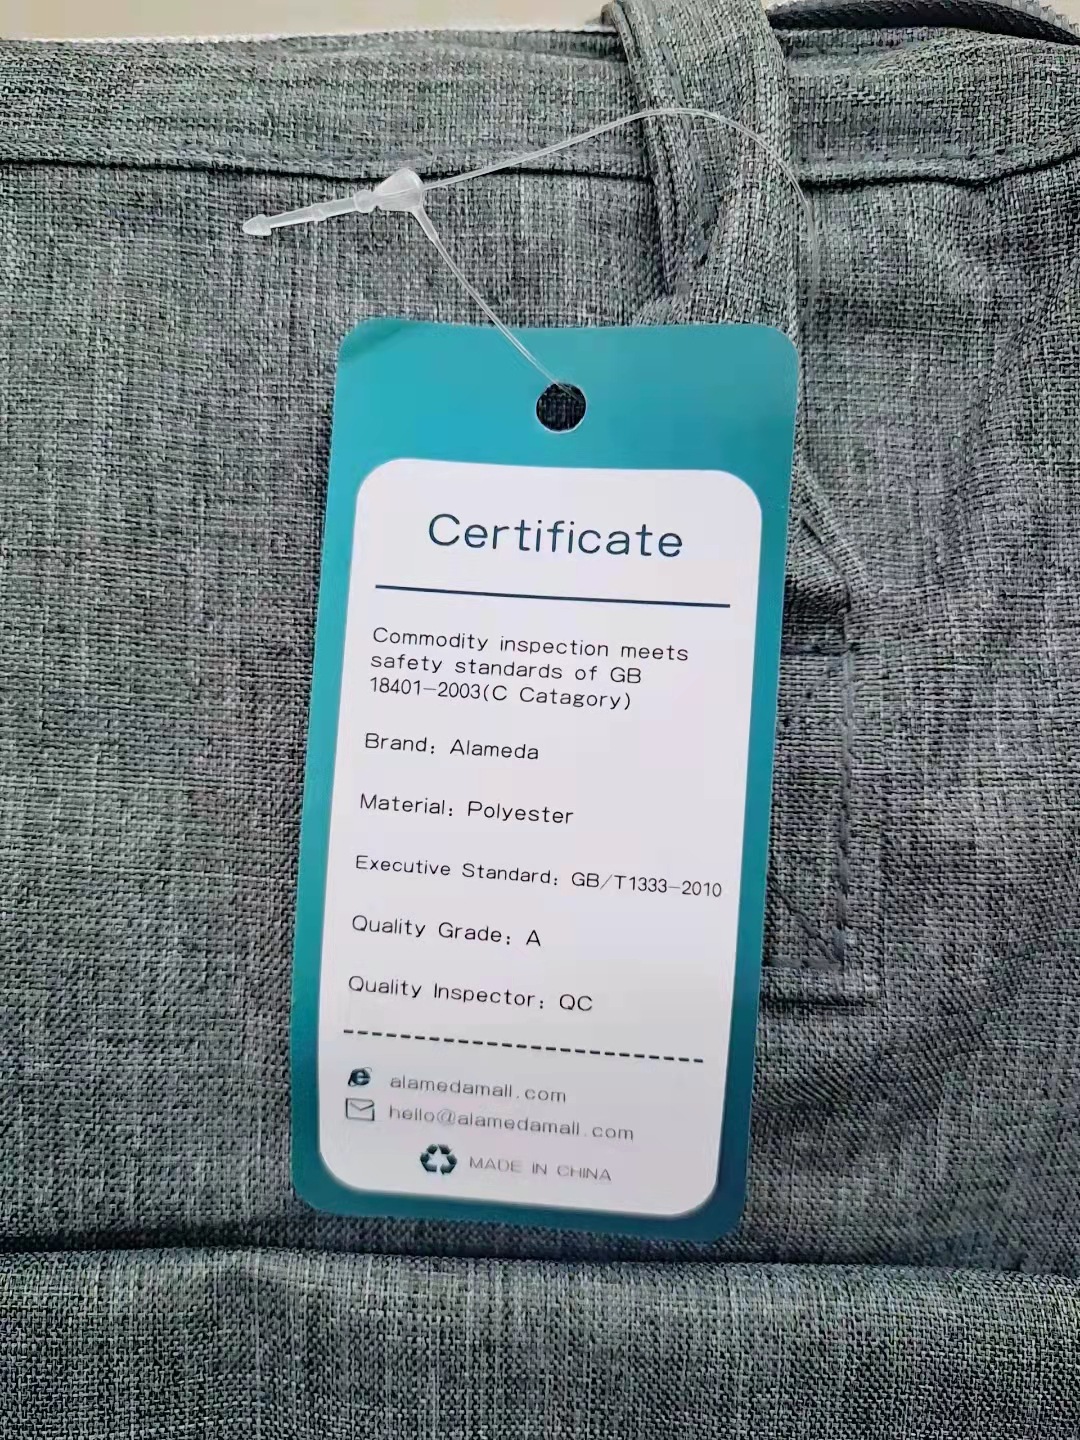 Certificate
Commodity inspection meets
safety standards of GB
18401-2003(C Catagory)
Brand: Alameda
Material: Polyester
Executive Standard: GB/T1333-2010
Quality Grade: A
Quality Inspector: QC
alamedamall.com
hello@alamedamall.com
MADE IN CHINA